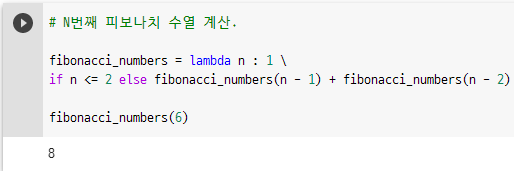 # N번째 피보나치 수열 계산.
fibonacci_numbers = lambda n : 1 \
if n <= 2 else fibonacci_numbers(n - 1) + fibonacci_numbers(n - 2)
fibonacci_numbers(6)
8